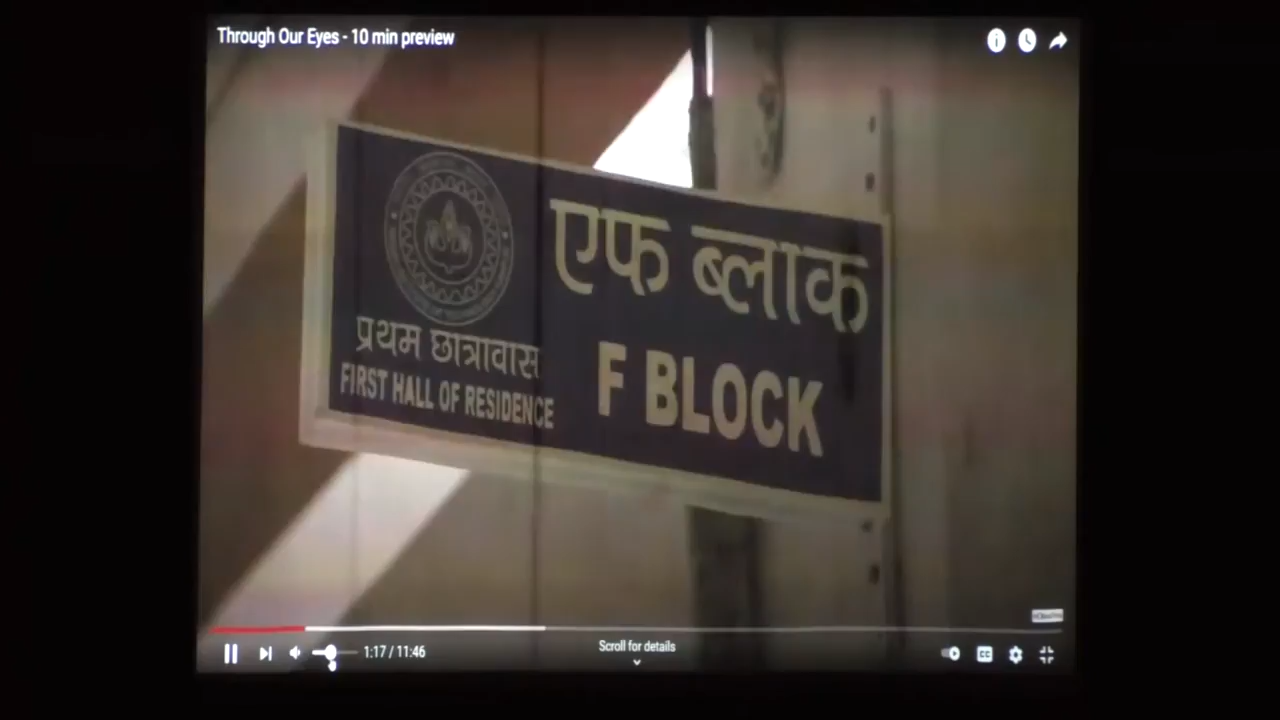 Through Our Eyes - 10 min preview
एफ ब्लाक
प्रथम छात्रावास
FIRST HALL OF RESIDENCE
F BLOCK
1:17 / 11:46
Scroll for details
CC